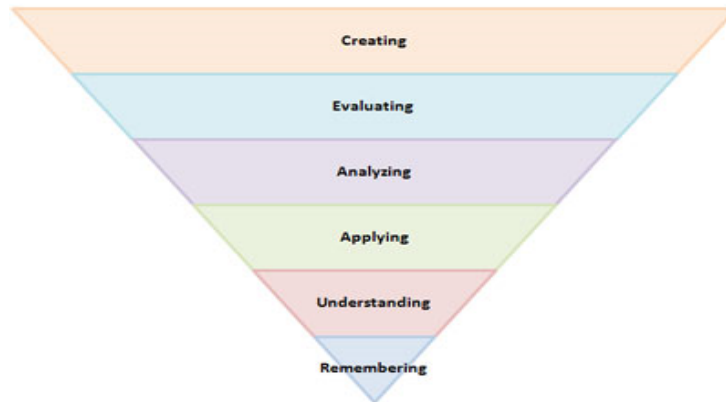 Creating
Evaluating
Analyzing
Applying
Understanding
Remembering